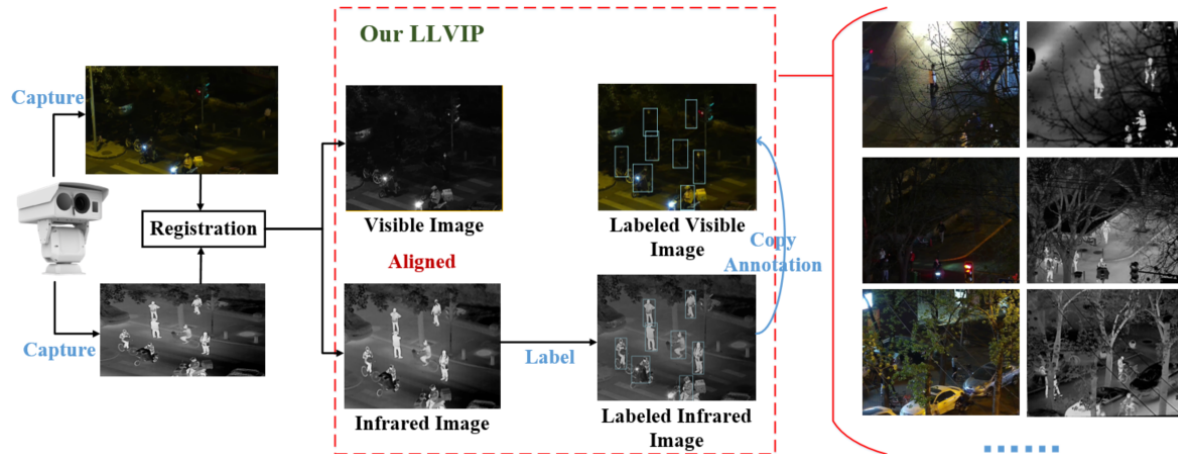 Our LLVIP
Capture
Registration
Capture
Visible Image
Aligned
Infrared Image
Label
Labeled Visible
Image
Copy
Annotation
Labeled Infrared
Image